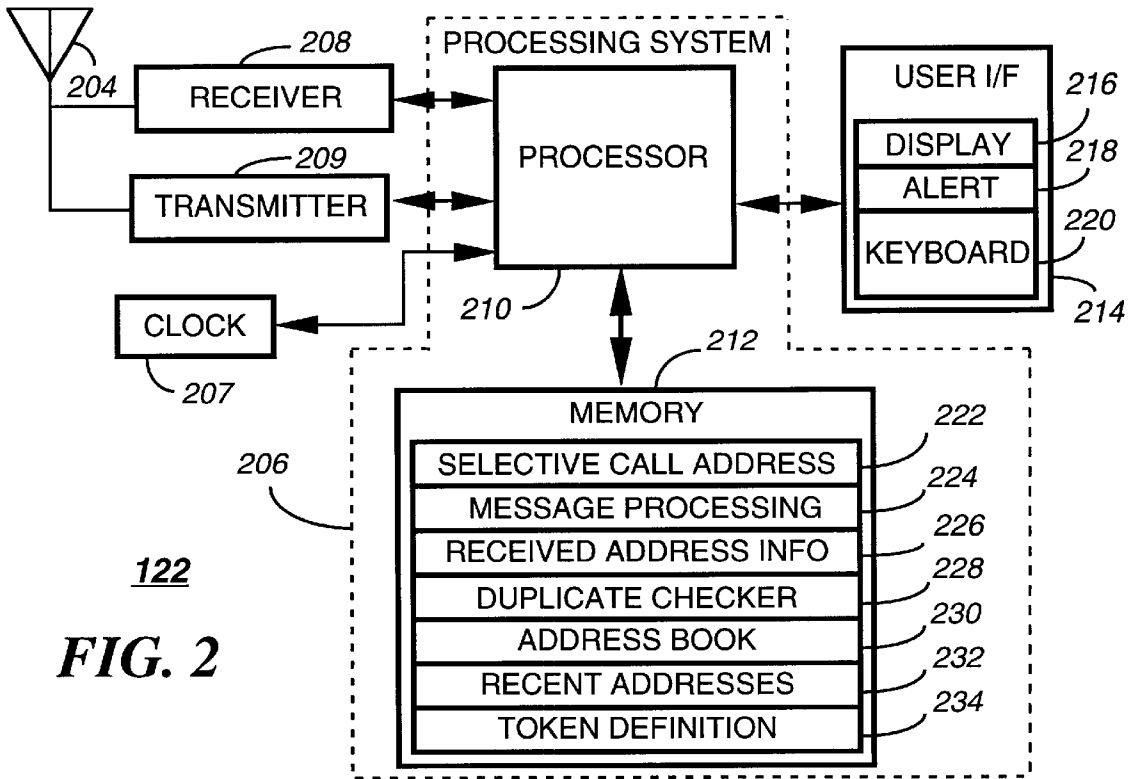 204
208
RECEIVER
209
TRANSMITTER
CLOCK
207
PROCESSING SYSTEM
PROCESSOR
210
USER I/F
DISPLAY
ALERT
KEYBOARD
216
218
220
214
212
MEMORY
SELECTIVE CALL ADDRESS
MESSAGE PROCESSING
RECEIVED ADDRESS INFO
DUPLICATE CHECKER
ADDRESS BOOK
RECENT ADDRESSES
TOKEN DEFINITION
222
224
226
228
230
232
234
206
122
FIG. 2